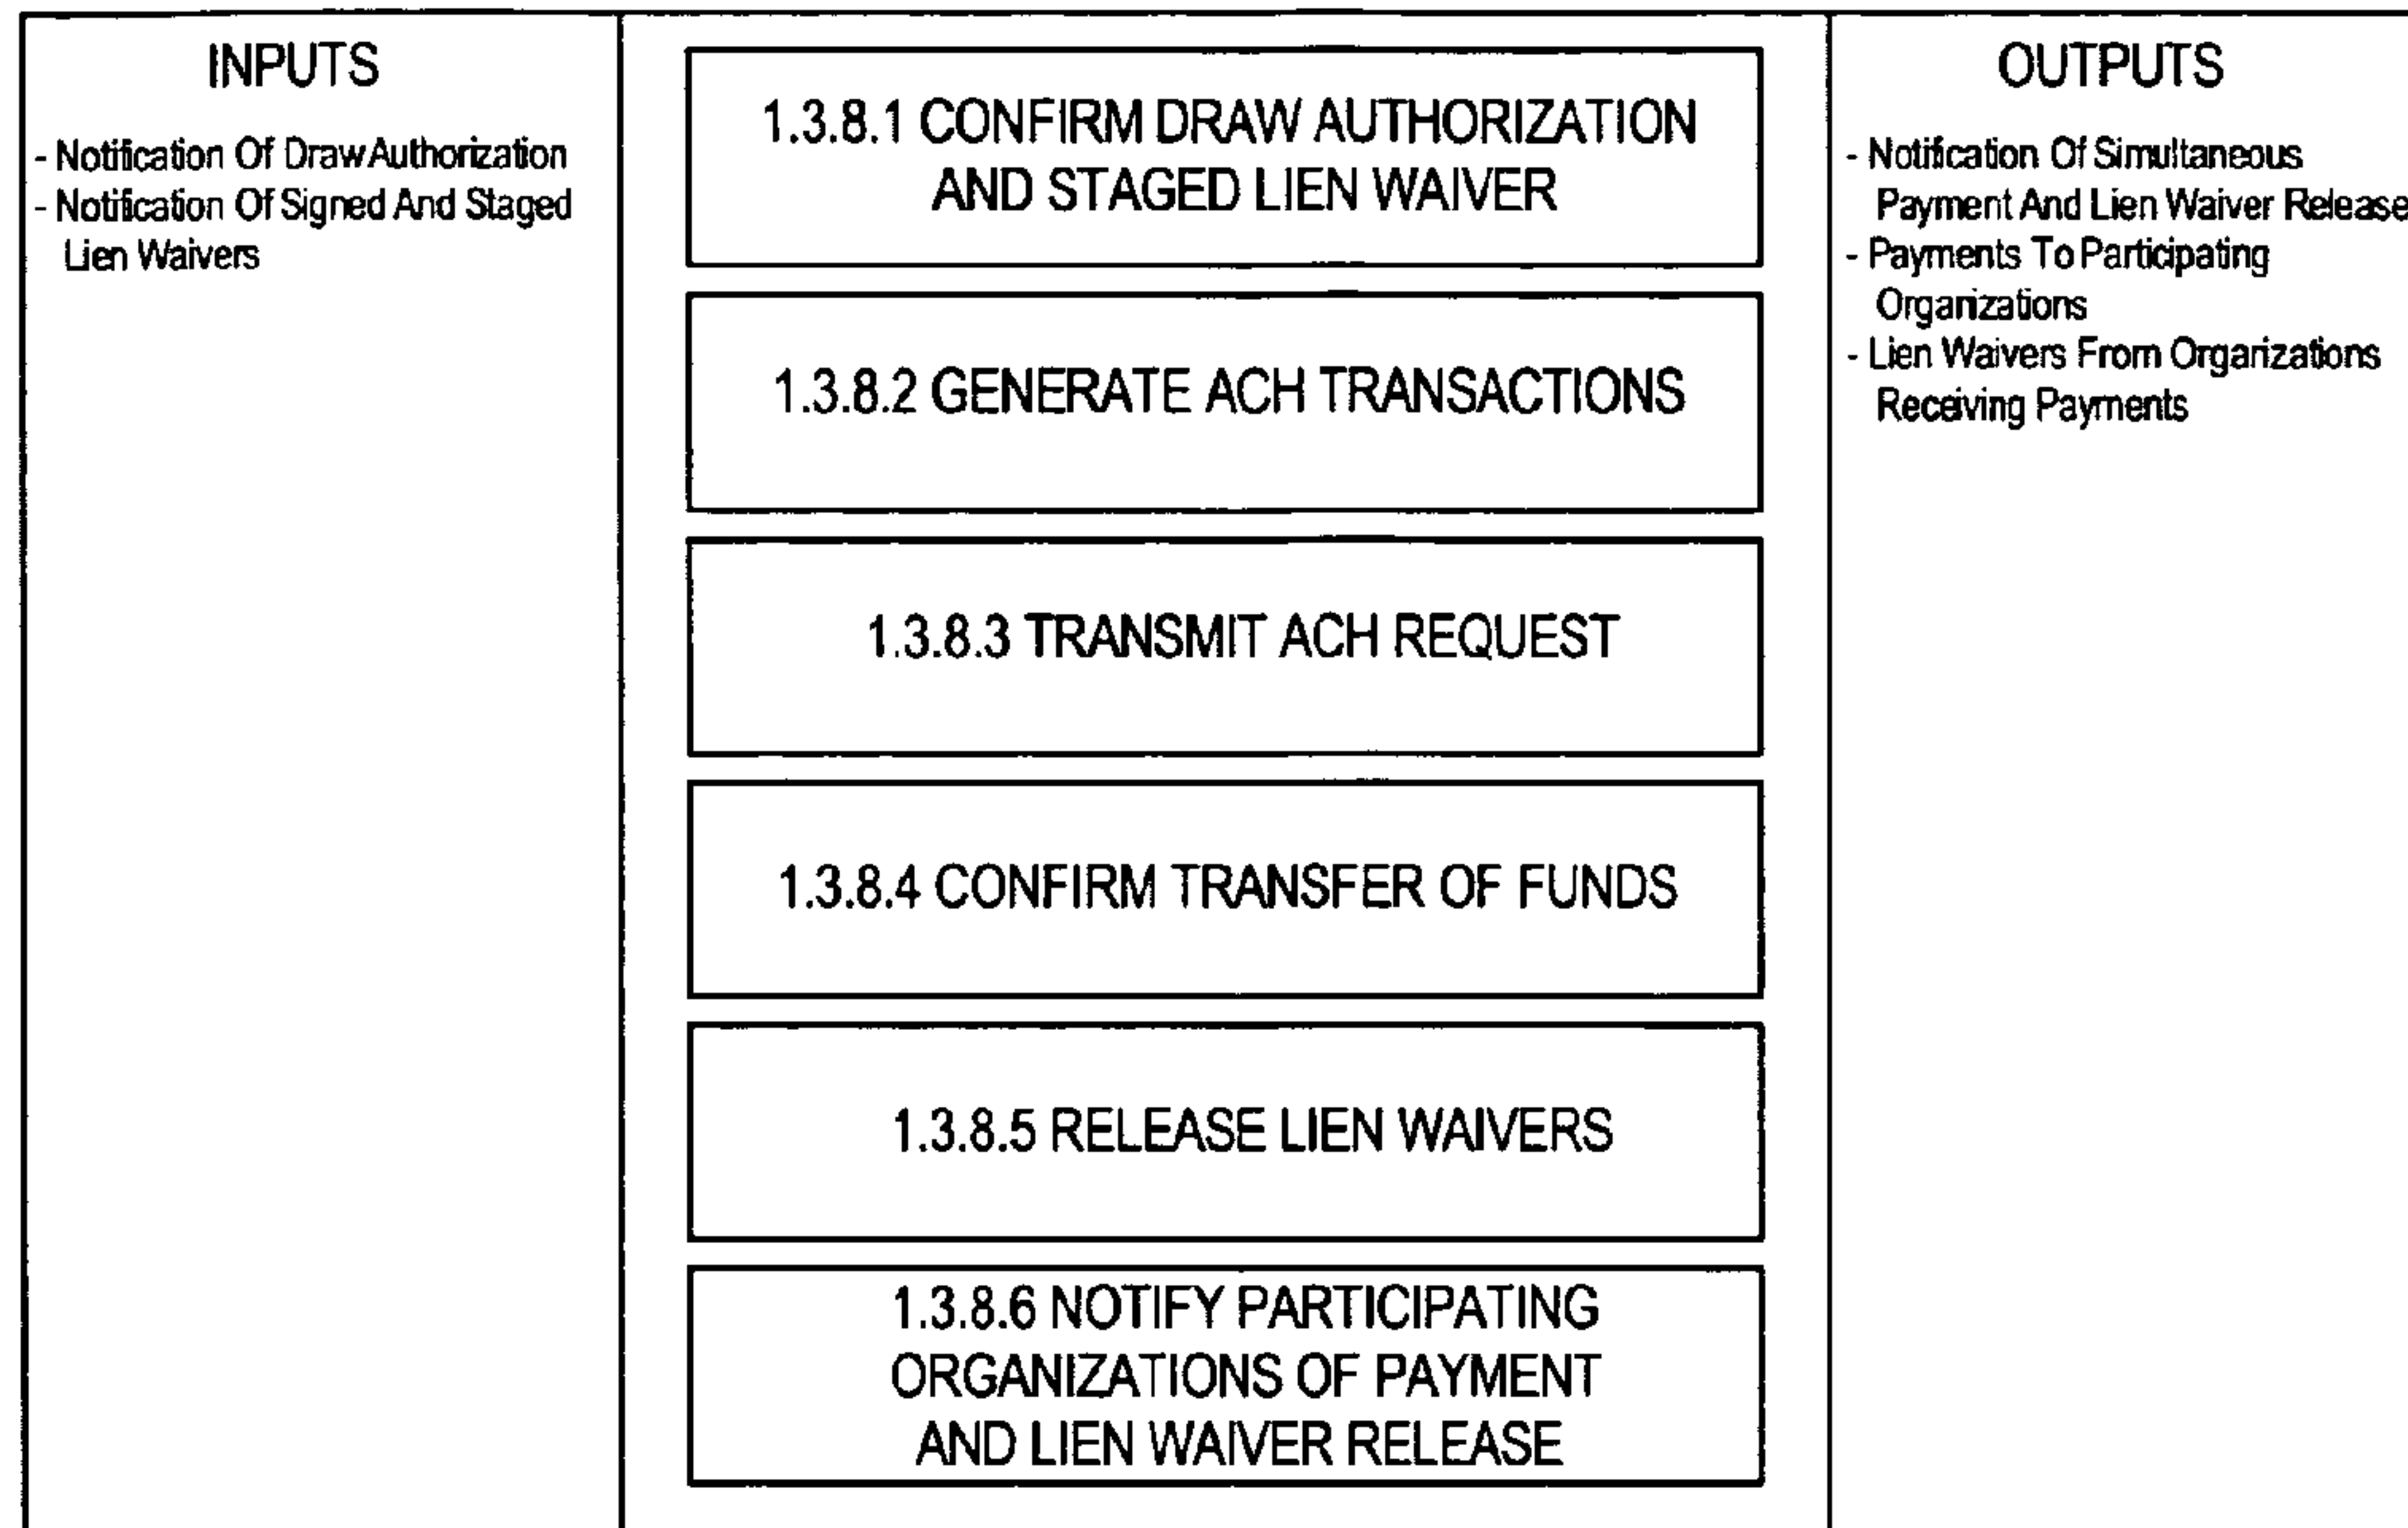 INPUTS
- Notification Of Draw Authorization
- Notification Of Signed And Staged
Lien Waivers
1.3.8.1 CONFIRM DRAW AUTHORIZATION
AND STAGED LIEN WAIVER
1.3.8.2 GENERATE ACH TRANSACTIONS
1.3.8.3 TRANSMIT ACH REQUEST
1.3.8.4 CONFIRM TRANSFER OF FUNDS
1.3.8.5 RELEASE LIEN WAIVERS
1.3.8.6 NOTIFY PARTICIPATING
ORGANIZATIONS OF PAYMENT
AND LIEN WAIVER RELEASE
OUTPUTS
- Notification Of Simultaneous
Payment And Lien Waiver Release
- Payments To Participating
Organizations
- Lien Waivers From Organizations
Receiving Payments